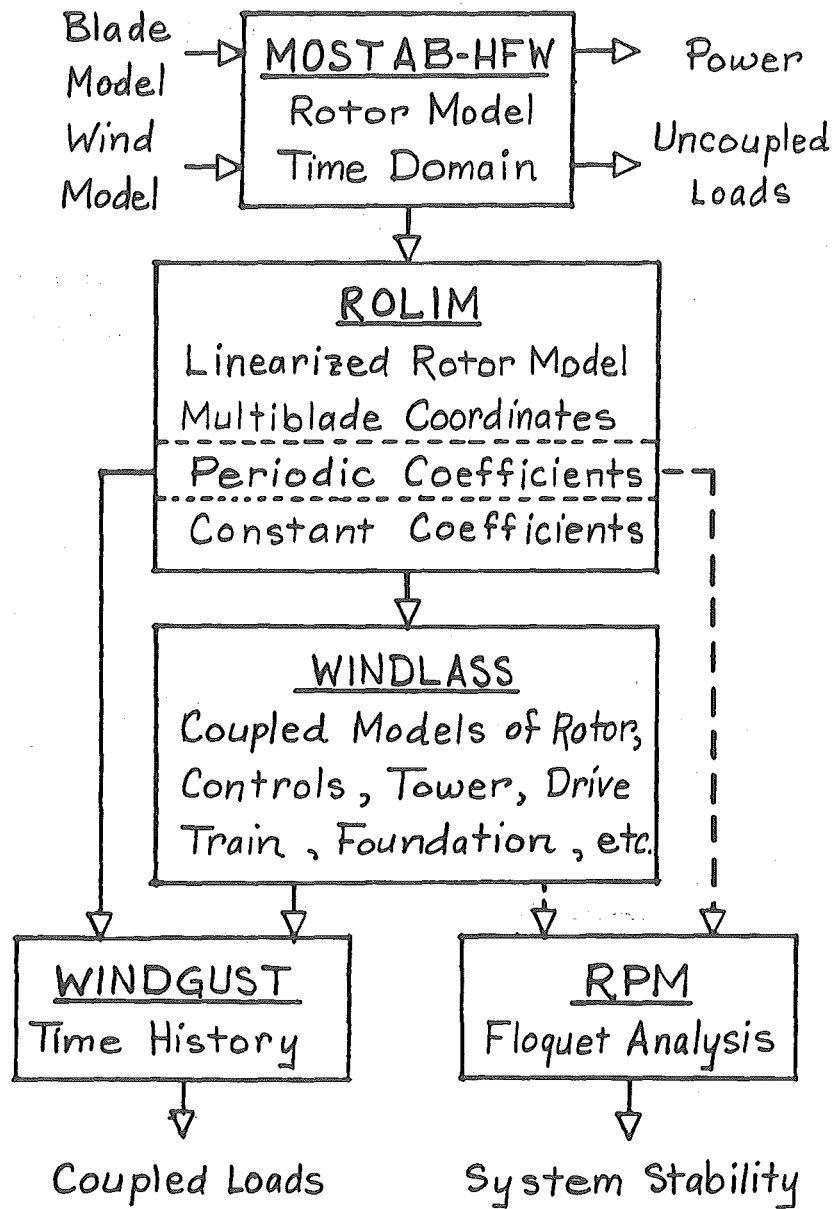 Blade
Model
Wind
Model
MOSTAB-HFW
Rotor Model
Time Domain
Power
Uncoupled
Loads
ROLIM
Linearized Rotor Model
Multiblade Coordinates
Periodic Coefficients
Constant Coefficients
WINDLASS
Coupled Models of Rotor,
Controls, Tower, Drive
Train, Foundation, etc.
WINDGUST
Time History
RPM
Floquet Analysis
Coupled Loads
System Stability